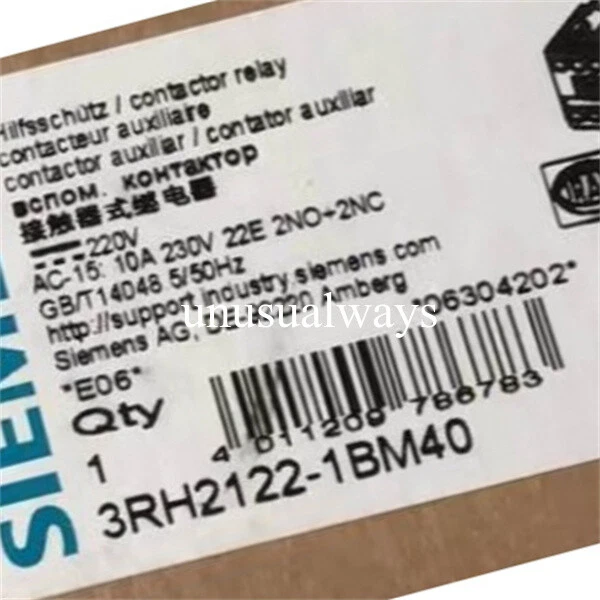 Hilfsschütz / contactor relay
contacteur auxiliaire
contactor auxiliar / contator auxiliar
вспом. контактор
接触器式继电器
220V
AC-15: 10A 230V 22E 2NO+2NC
GB/T14048 5/50Hz
http://support.industry.siemens.com
Siemens AG, Amberg
06304202*
*E06*
unusualways
Qty
1
4 011209 786783
3RH2122-1BM40
SIEME